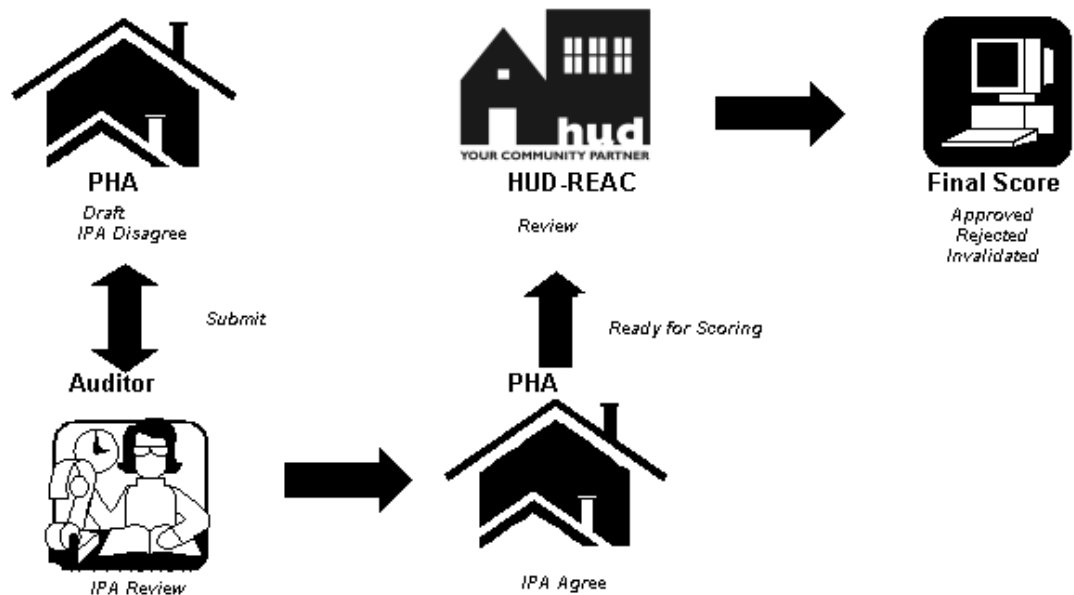 hud
YOUR COMMUNITY PARTNER
PHA
HUD-REAC
Final Score
Draft
IPA Disagree
Review
Approved
Rejected
Invalidated
Submit
Ready for Scoring
Auditor
PHA
IPA Review
IPA Agree